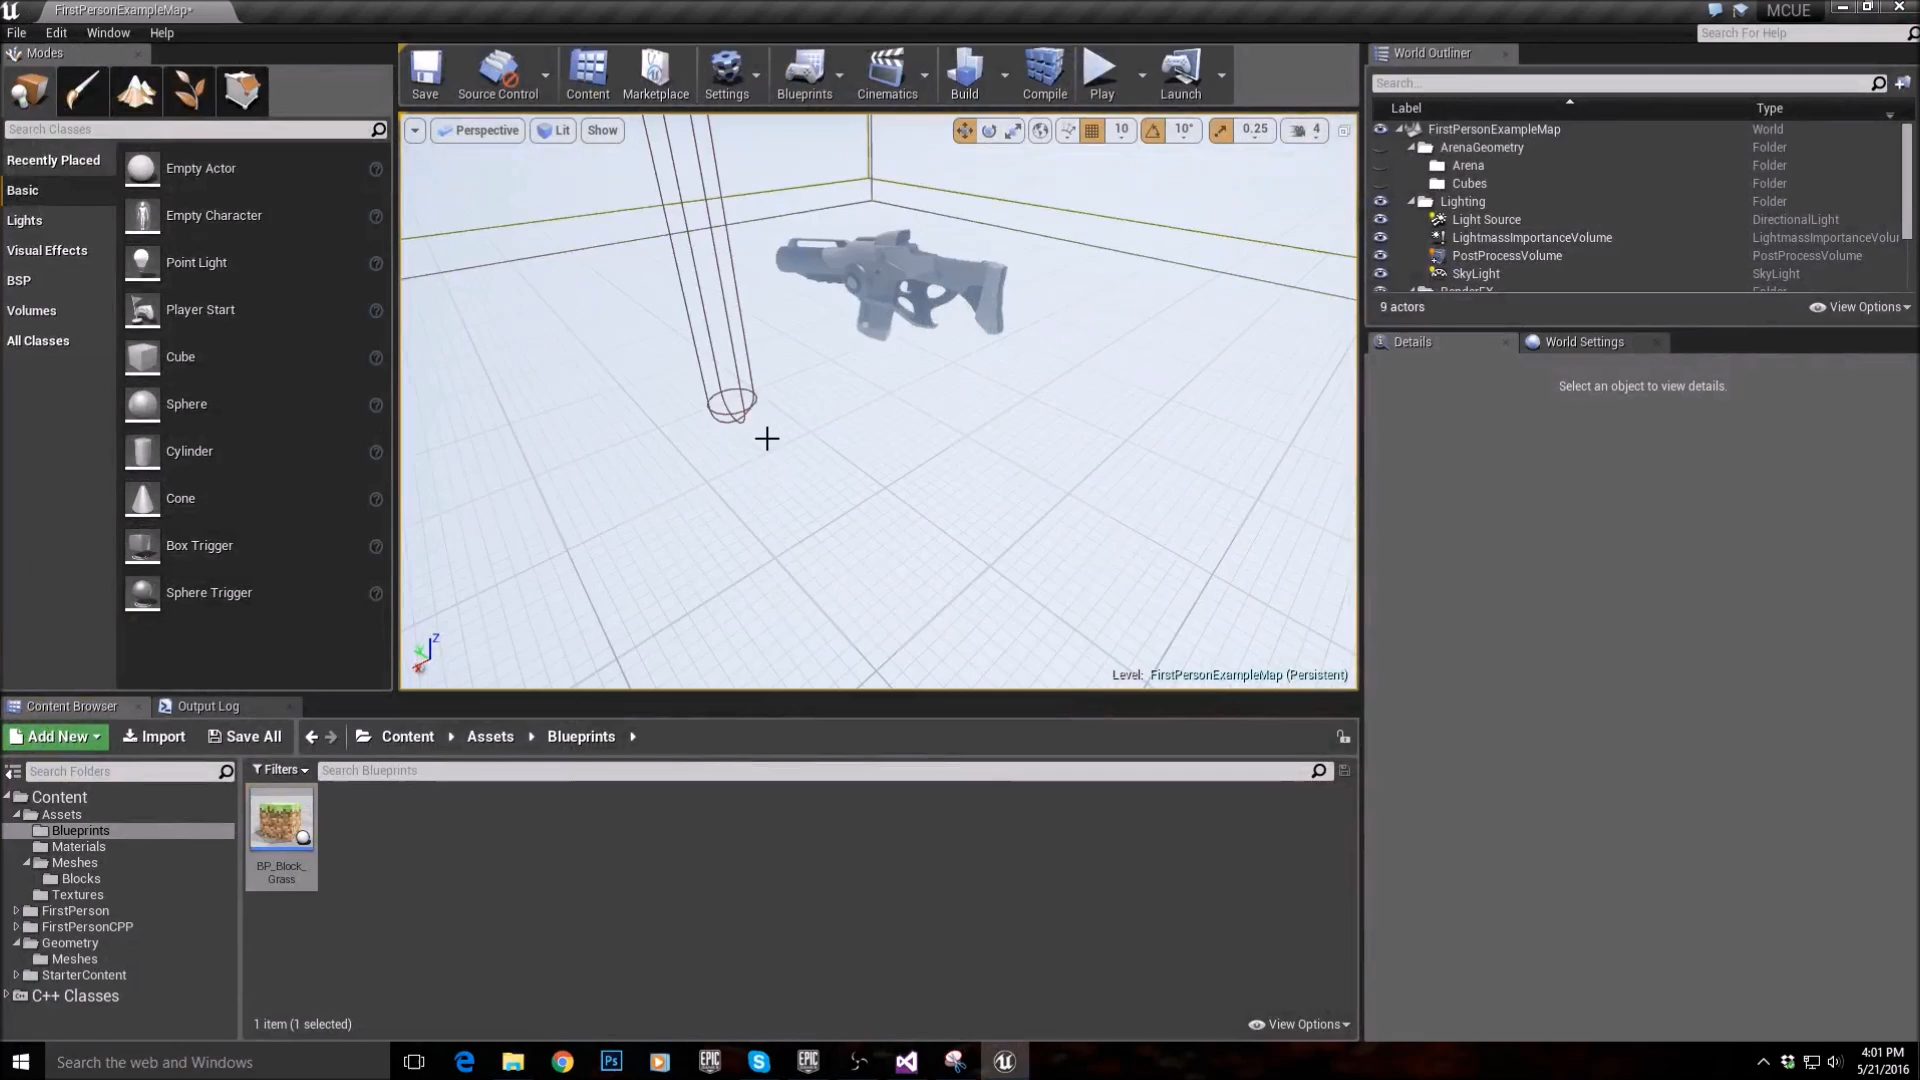 FirstPersonExampleMap*
MCUE
File Edit Window Help
Search For Help
Modes
Search Classes
Recently Placed
Basic
Lights
Visual Effects
BSP
Volumes
All Classes
Empty Actor
Empty Character
Point Light
Player Start
Cube
Sphere
Cylinder
Cone
Box Trigger
Sphere Trigger
Save
Source Control
Content
Marketplace
Settings
Blueprints
Cinematics
Build
Compile
Play
Launch
Perspective
Lit
Show
10
10°
0.25
4
Z
X
Level: FirstPersonExampleMap (Persistent)
World Outliner
Search...
Label Type
FirstPersonExampleMap World
ArenaGeometry Folder
Arena Folder
Cubes Folder
Lighting Folder
Light Source DirectionalLight
LightmassImportanceVolume LightmassImportanceVolur
PostProcessVolume PostProcessVolume
SkyLight SkyLight
RenderFX Folder
9 actors
View Options
Details
World Settings
Select an object to view details.
Content Browser
Output Log
Add New
Import
Save All
Content
Assets
Blueprints
Search Folders
Filters
Search Blueprints
Content
Assets
Blueprints
Materials
Meshes
Blocks
Textures
FirstPerson
FirstPersonCPP
Geometry
Meshes
StarterContent
C++ Classes
BP_Block_
Grass
1 item (1 selected)
View Options
Search the web and Windows
Ps
EPIC
EPIC
4:01 PM
5/21/2016